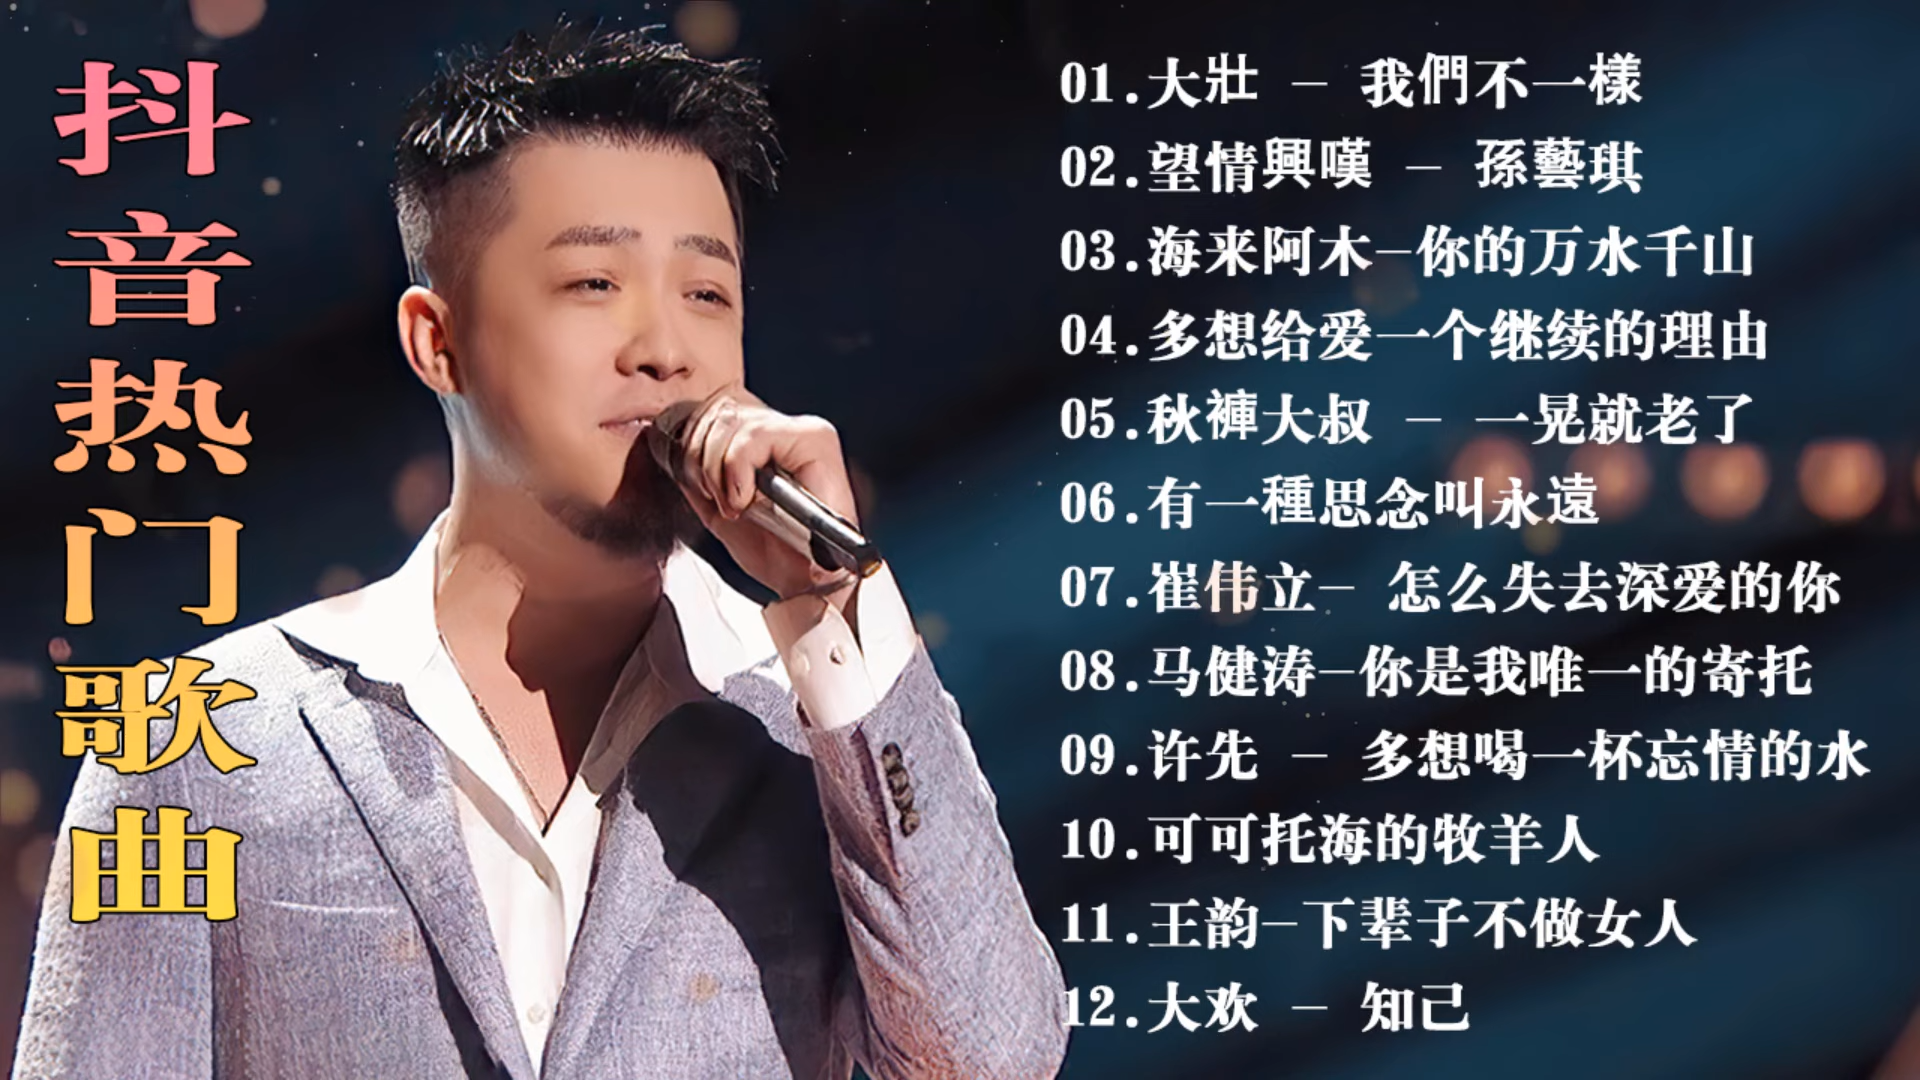 抖音热门歌曲
01.大壯 - 我們不一樣
02.望情興嘆 - 孫藝琪
03.海来阿木-你的万水千山
04.多想给爱一个继续的理由
05.秋褲大叔 - 一晃就老了
06.有一種思念叫永遠
07.崔伟立- 怎么失去深爱的你
08.马健涛-你是我唯一的寄托
09.许先 - 多想喝一杯忘情的水
10.可可托海的牧羊人
11.王韵-下辈子不做女人
12.大欢 - 知己